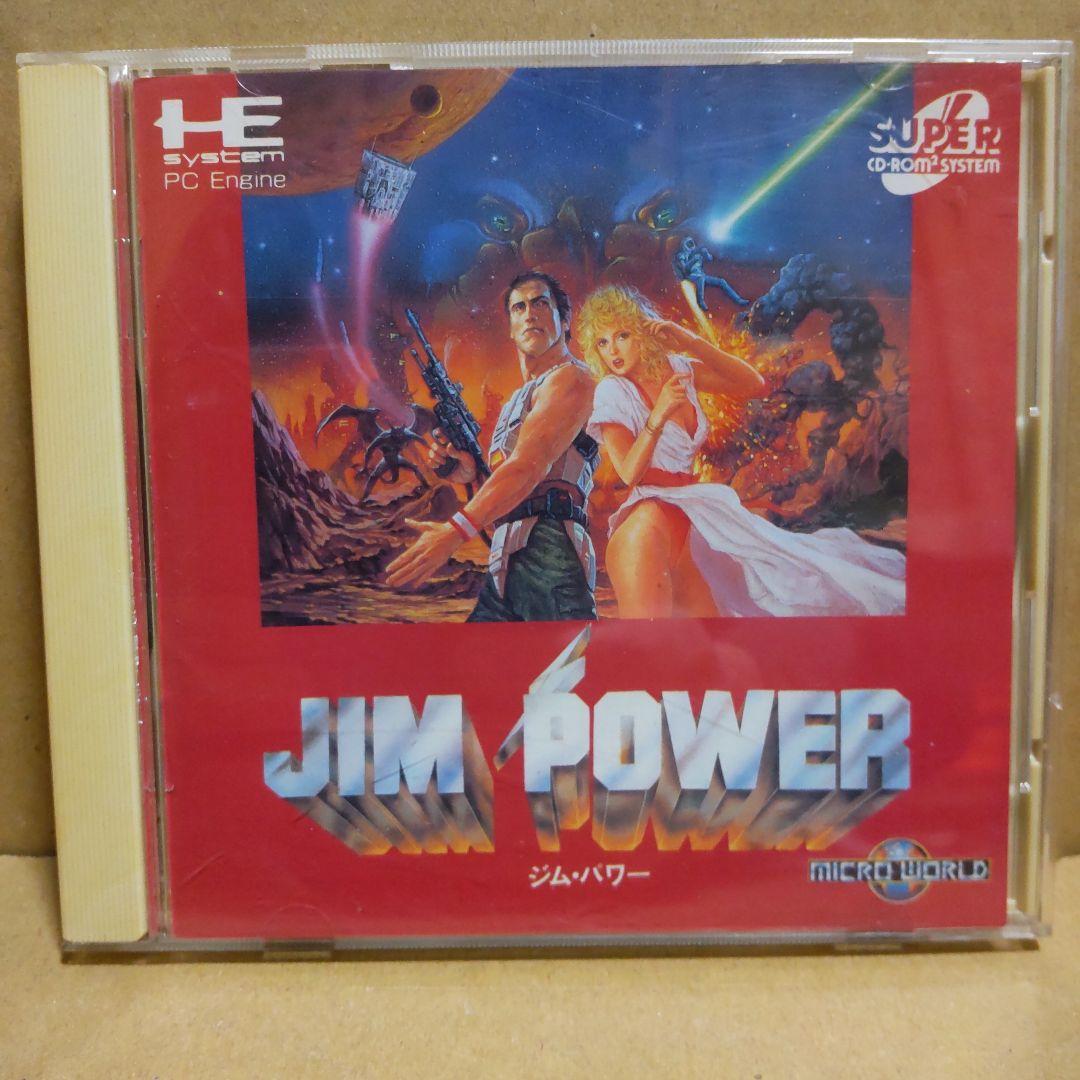 HE
system
PC Engine
SUPER
CD-ROM² SYSTEM
JIM POWER
ジム・パワー
MICRO WORLD